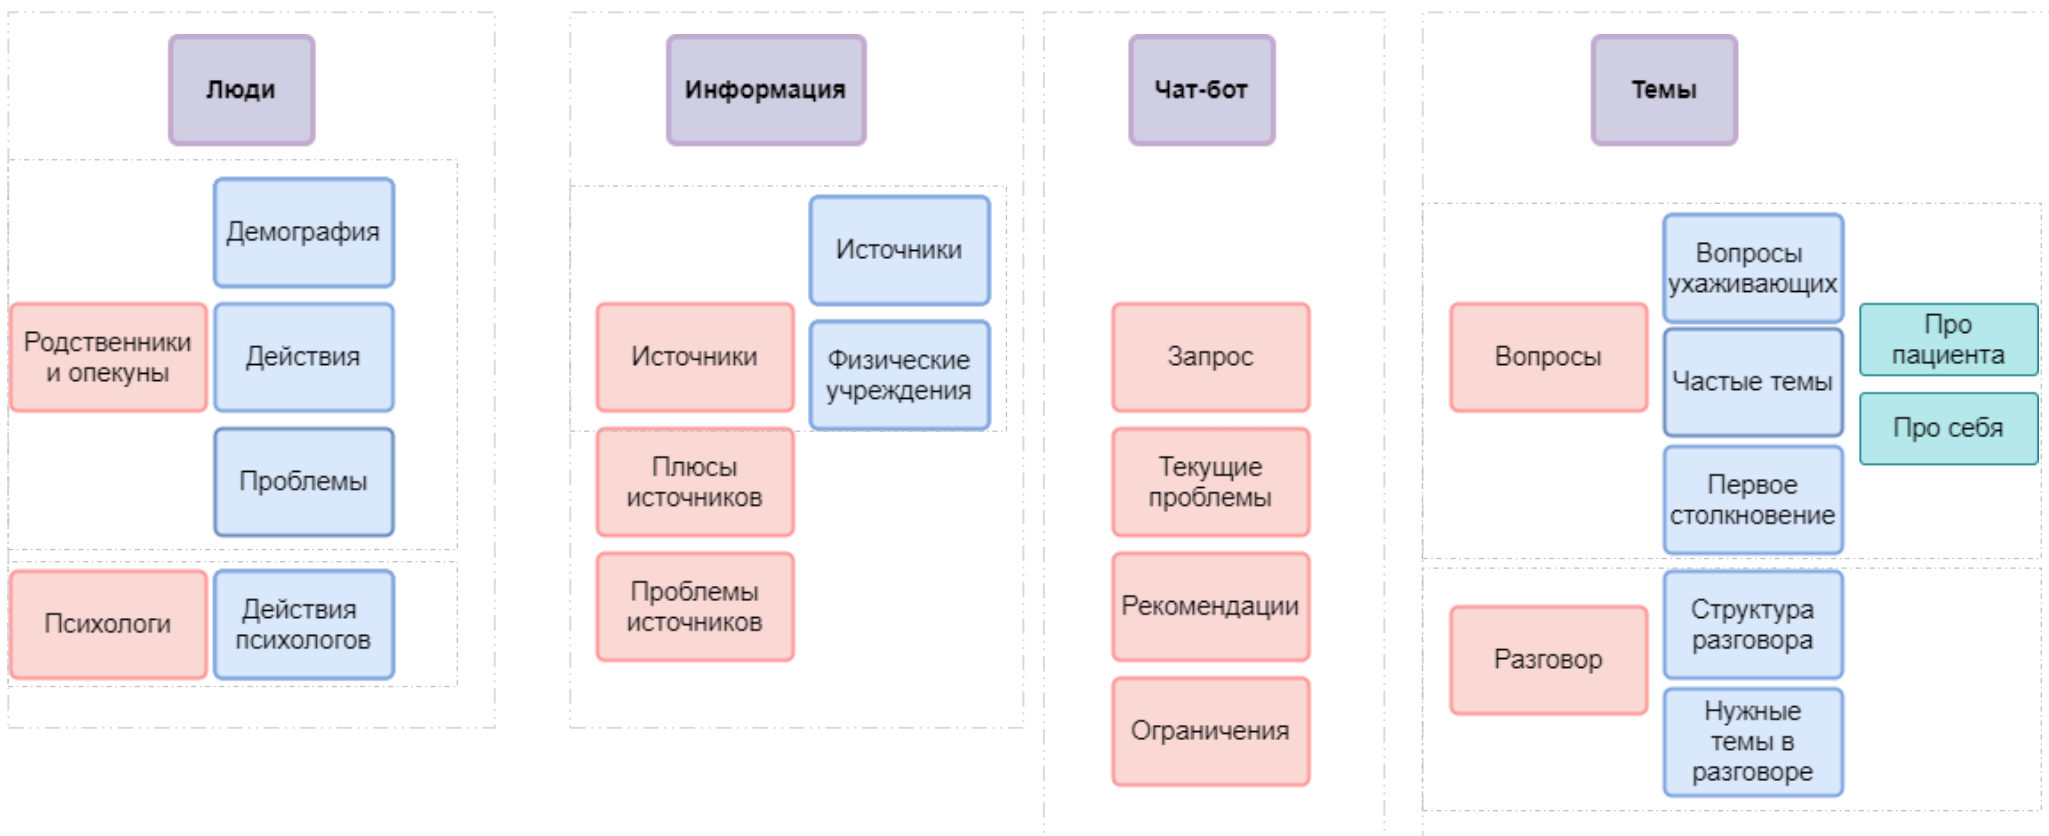 Люди
Демография
Родственники
и опекуны
Действия
Проблемы
Психологи
Действия
психологов
Информация
Источники
Источники
Физические
учреждения
Плюсы
источников
Проблемы
источников
Чат-бот
Запрос
Текущие
проблемы
Рекомендации
Ограничения
Темы
Вопросы
Вопросы
ухаживающих
Частые темы
Про
пациента
Про себя
Первое
столкновение
Разговор
Структура
разговора
Нужные
темы в
разговоре